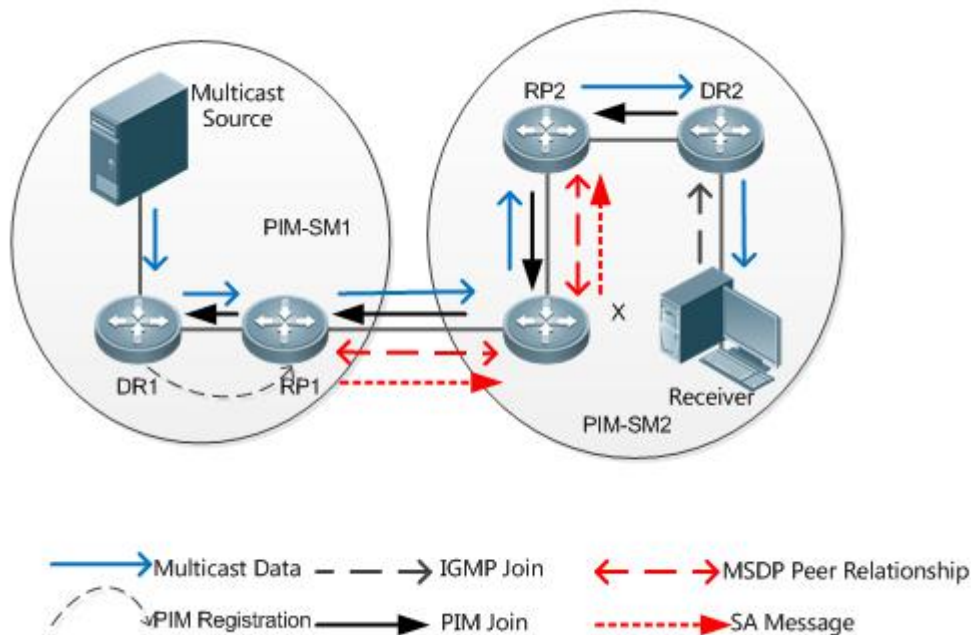 Multicast
Source
RP2
DR2
PIM-SM1
X
DR1
RP1
Receiver
PIM-SM2
Multicast Data
IGMP Join
MSDP Peer Relationship
PIM Registration
PIM Join
SA Message